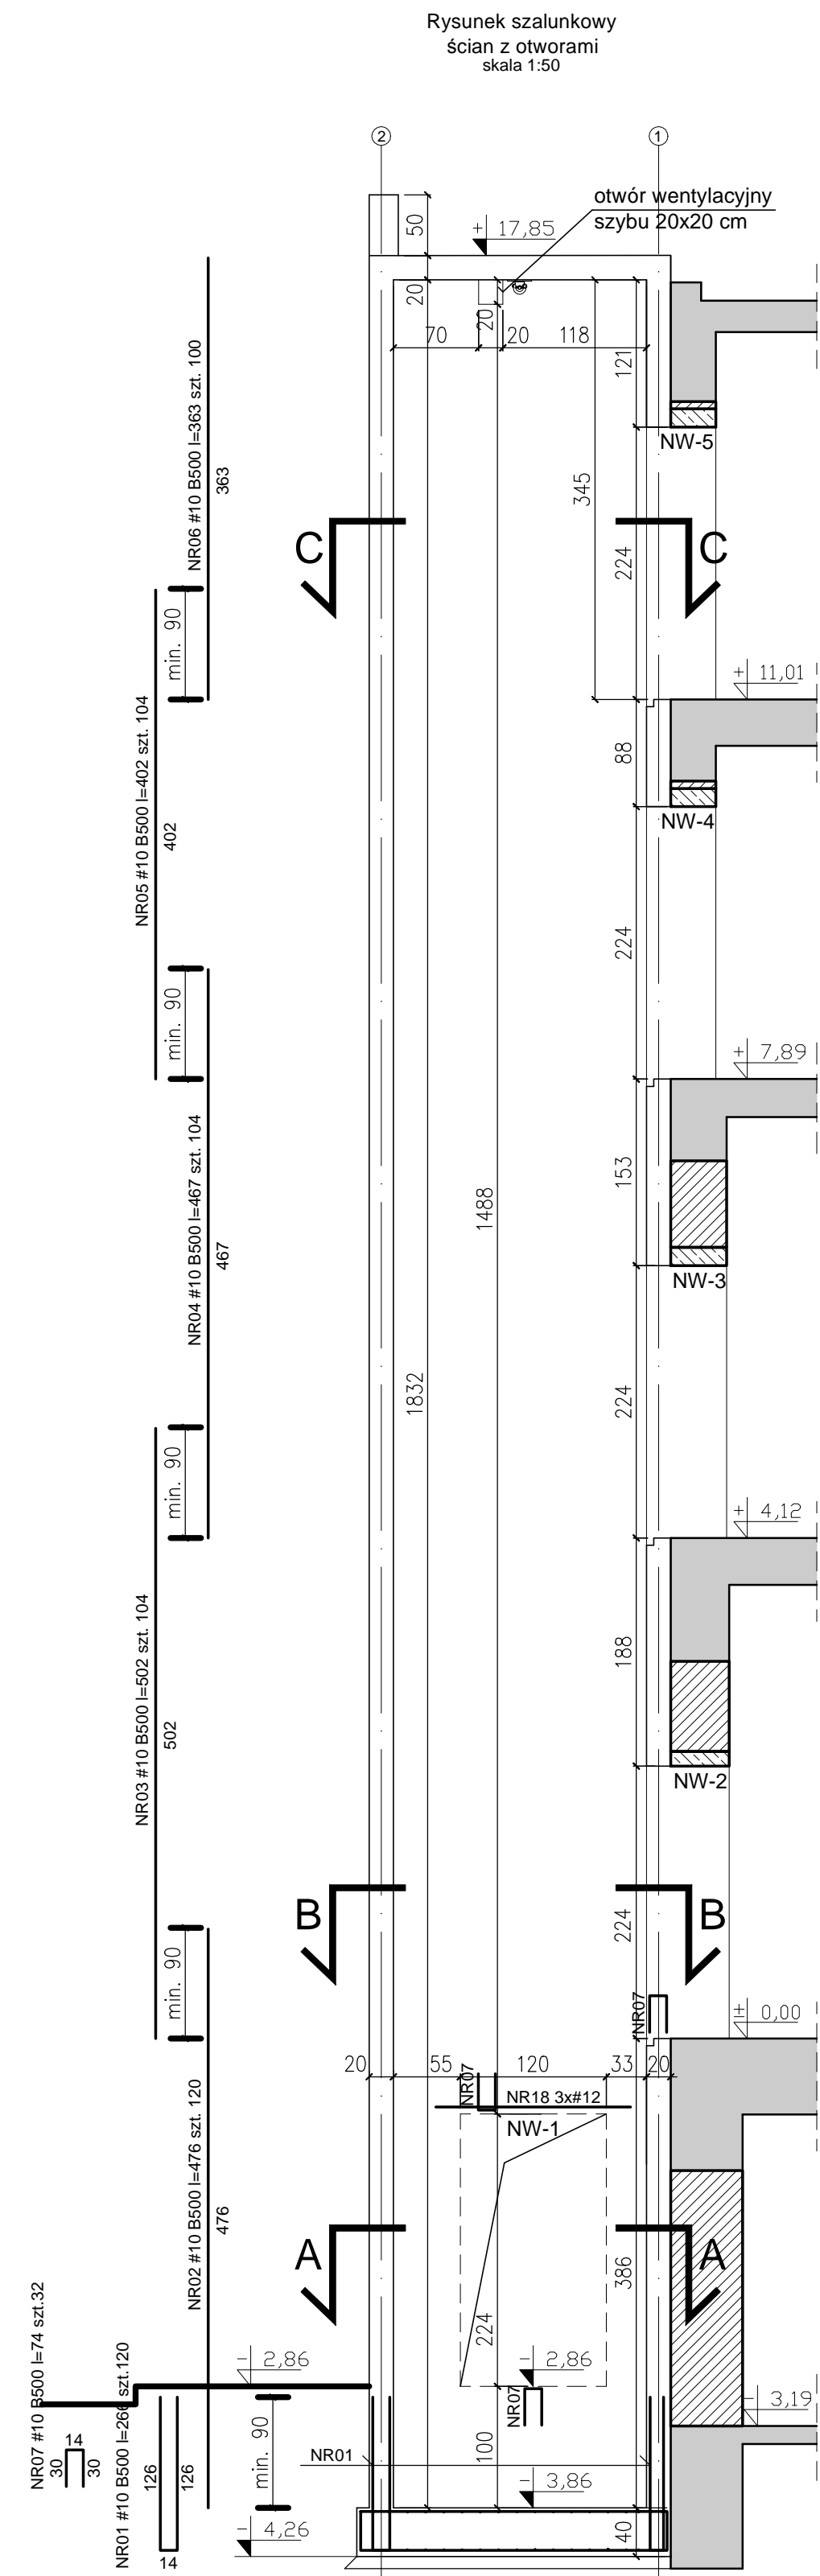 Rysunek szalunkowy
ścian z otworami
skala 1:50
2
1
otwór wentylacyjny
szybu 20x20 cm
50
+ 17,85
20
20
70
20
118
121
NW-5
NR06 #10 B500 l=363 szt. 100
363
345
C
C
224
min. 90
+ 11,01
88
NW-4
NR05 #10 B500 l=402 szt. 104
402
224
min. 90
+ 7,89
153
NW-3
NR04 #10 B500 l=467 szt. 104
467
1488
1832
224
min. 90
+ 4,12
188
NW-2
NR03 #10 B500 l=502 szt. 104
502
B
B
224
min. 90
NR07
± 0,00
20
55
120
33
20
NR07
NR18 3x#12
NW-1
NR02 #10 B500 l=476 szt. 120
476
A
A
386
224
- 2,86
- 2,86
- 3,19
NR07 #10 B500 l=74 szt.32
14
30
30
NR01 #10 B500 l=266 szt.120
126
126
14
min. 90
NR01
NR07
100
- 3,86
- 4,26
40